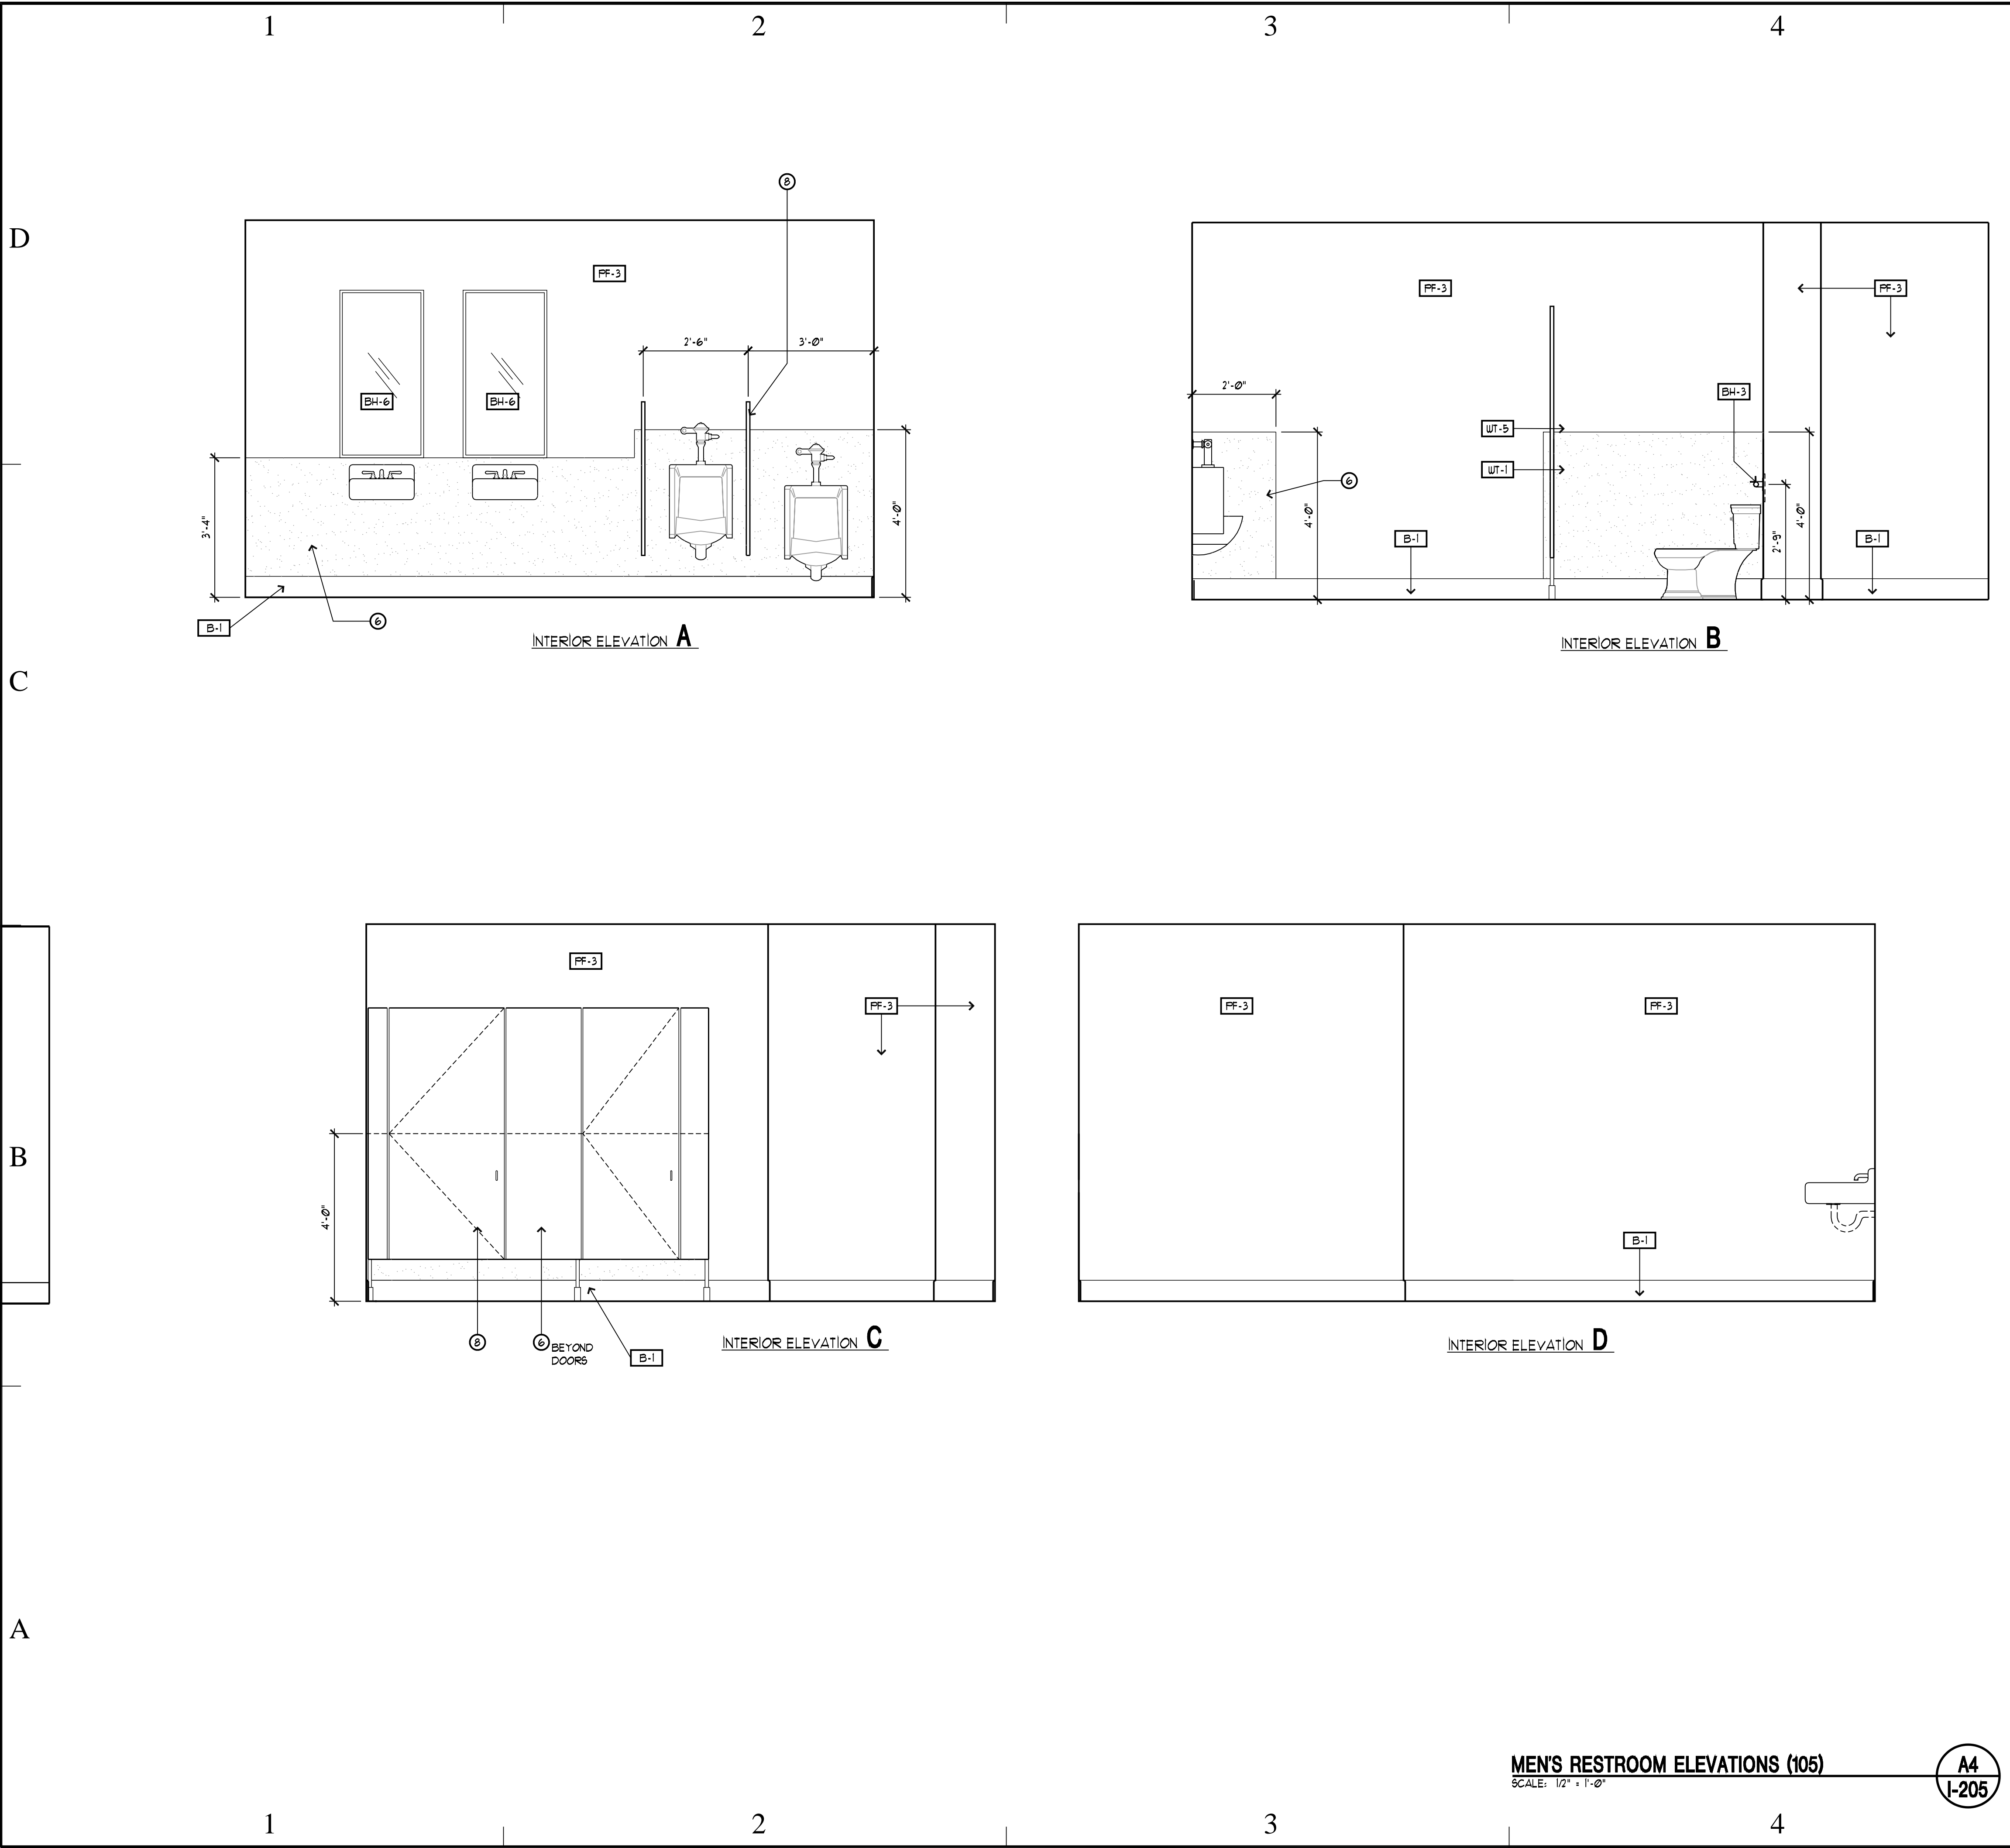 1 2 3 4
D
8
PF-3
BH-6
BH-6
2'-6"
3'-0"
3'-4"
4'-0"
B-1
6
INTERIOR ELEVATION A
PF-3
PF-3
2'-0"
BH-3
WT-5
WT-1
6
4'-0"
2'-9"
4'-0"
B-1
B-1
INTERIOR ELEVATION B
C
PF-3
PF-3
4'-0"
8
6 BEYOND
DOORS
B-1
INTERIOR ELEVATION C
PF-3
PF-3
B-1
INTERIOR ELEVATION D
B
A
MEN'S RESTROOM ELEVATIONS (105)
SCALE: 1/2" = 1'-0"
A4
I-205
1 2 3 4